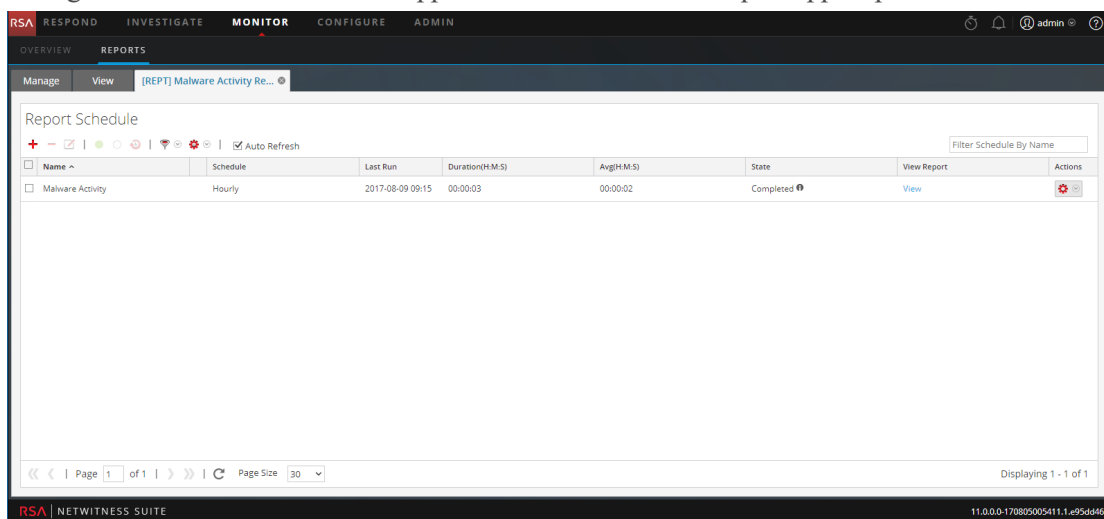 RSA RESPOND INVESTIGATE MONITOR CONFIGURE ADMIN admin
OVERVIEW REPORTS
Manage View [REPT] Malware Activity Re...
Report Schedule
Auto Refresh Filter Schedule By Name
Name Schedule Last Run Duration(H:M:S) Avg(H:M:S) State View Report Actions
Malware Activity Hourly 2017-08-09 09:15 00:00:03 00:00:02 Completed View
Page 1 of 1 Page Size 30 Displaying 1 - 1 of 1
RSA NETWITNESS SUITE 11.0.0.0-170805005411.1.e95dd46